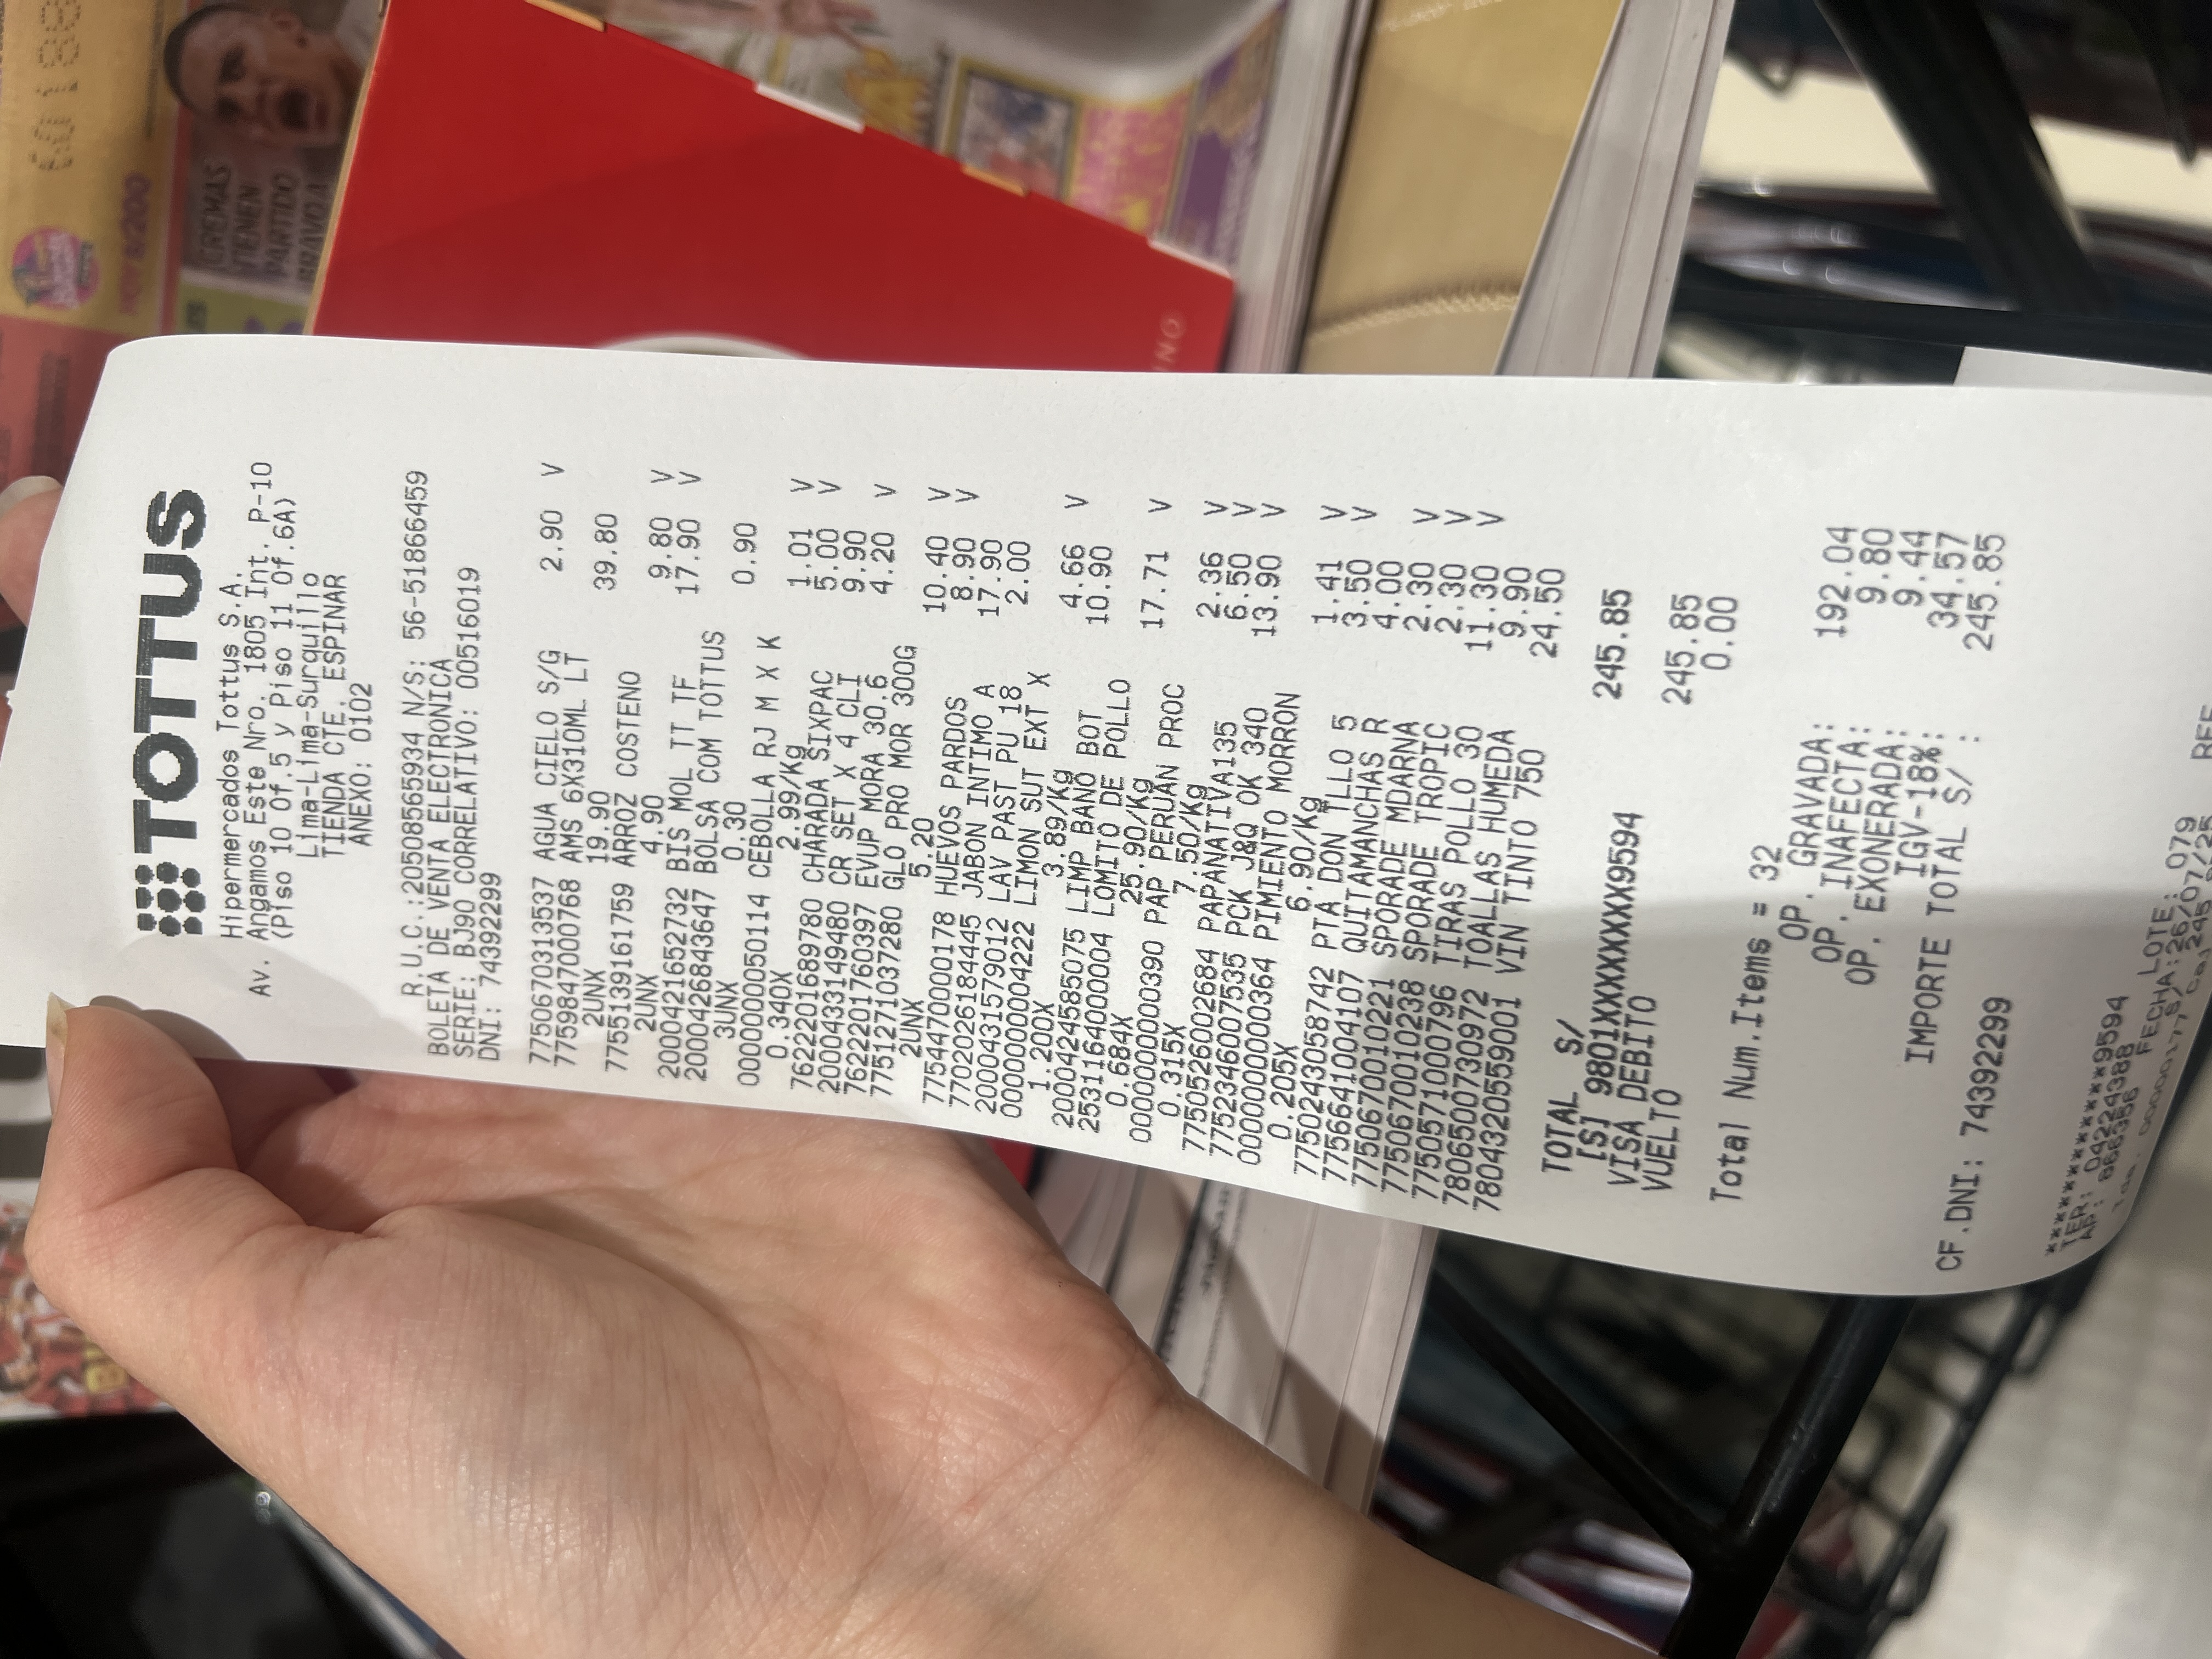 TOTTUS
Hipermercados Tottus S.A.
Av. Angamos Este Nro. 1805 Int. P-10
(Piso 10 Of.5 y Piso 11 Of.6A)
Lima-Lima-Surquillo
TIENDA CTE. ESPINAR
ANEXO: 0102
R.U.C.:20508565934 N/S: 56-51866459
BOLETA DE VENTA ELECTRONICA
SERIE: BJ90 CORRELATIVO: 00516019
DNI: 74392299
7750670313537 AGUA CIELO S/G 2.90 V
7759847000768 AMS 6X310ML LT
2UNX 19.90 39.80
7755139161759 ARROZ COSTENO
2UNX 4.90 9.80 V
2000421652732 BIS MOL TT TF 17.90 V
2000426843647 BOLSA COM TOTTUS
3UNX 0.30 0.90
0000000050114 CEBOLLA RJ M X K
0.340X 2.99/Kg 1.01 V
7622201689780 CHARADA SIXPAC 5.00 V
2000433149480 CR SET X 4 CLI 9.90
7622201760397 EVUP MORA 30.6 4.20 V
7751271037280 GLO PRO MOR 300G
2UNX 5.20 10.40 V
7754470000178 HUEVOS PARDOS 8.90 V
7702026184445 JABON INTIMO A 17.90
2000431579012 LAV PAST PU 18 2.00
0000000004222 LIMON SUT EXT X
1.200X 3.89/Kg 4.66 V
2000424585075 LIMP BANO BOT 10.90
2531164000004 LOMITO DE POLLO
0.684X 25.90/Kg 17.71 V
0000000000390 PAP PERUAN PROC
0.315X 7.50/Kg 2.36 V
7750526002684 PAPANATIVA135 6.50 V
7752346007535 PCK J&Q OK 340 13.90 V
0000000000364 PIMIENTO MORRON
0.205X 6.90/Kg 1.41 V
7750243058742 PTA DON TLLO 5 3.50 V
7756641004107 QUITAMANCHAS R 4.00
7750670010221 SPORADE MDARNA 2.30 V
7750670010238 SPORADE TROPIC 2.30 V
7750571000796 TIRAS POLLO 30 11.30 V
7806500730972 TOALLAS HUMEDA 9.90
7804320559001 VIN TINTO 750 24.50
TOTAL S/ 245.85
[S] 9801XXXXXXXX9594
VISA DEBITO 245.85
VUELTO 0.00
Total Num.Items = 32
OP. GRAVADA: 192.04
OP. INAFECTA: 9.80
OP. EXONERADA: 9.44
IGV-18%: 34.57
IMPORTE TOTAL S/ : 245.85
CF.DNI: 74392299
************9594
TER: 04224388 LOTE: 079
AP: 866356 FECHA:26/07/25 REF
S/ 245
CREMAS
TIENEN
PARTIDO
BRAVO A